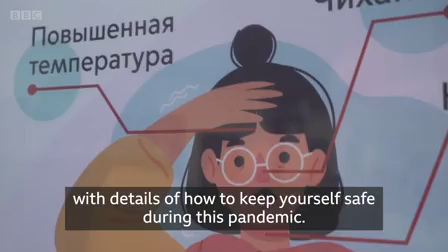 BBC
Повышенная
температура
with details of how to keep yourself safe
during this pandemic.